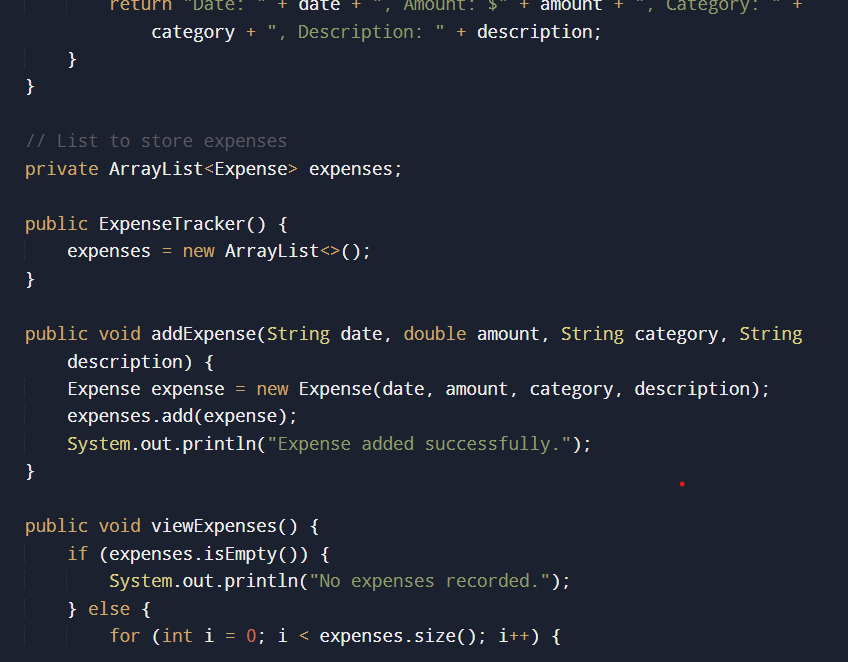 return "Date: " + date + ", Amount: $" + amount + ", Category: " +
category + ", Description: " + description;
}
}
// List to store expenses
private ArrayList<Expense> expenses;
public ExpenseTracker() {
expenses = new ArrayList<>();
}
public void addExpense(String date, double amount, String category, String
description) {
Expense expense = new Expense(date, amount, category, description);
expenses.add(expense);
System.out.println("Expense added successfully.");
}
public void viewExpenses() {
if (expenses.isEmpty()) {
System.out.println("No expenses recorded.");
} else {
for (int i = 0; i < expenses.size(); i++) {